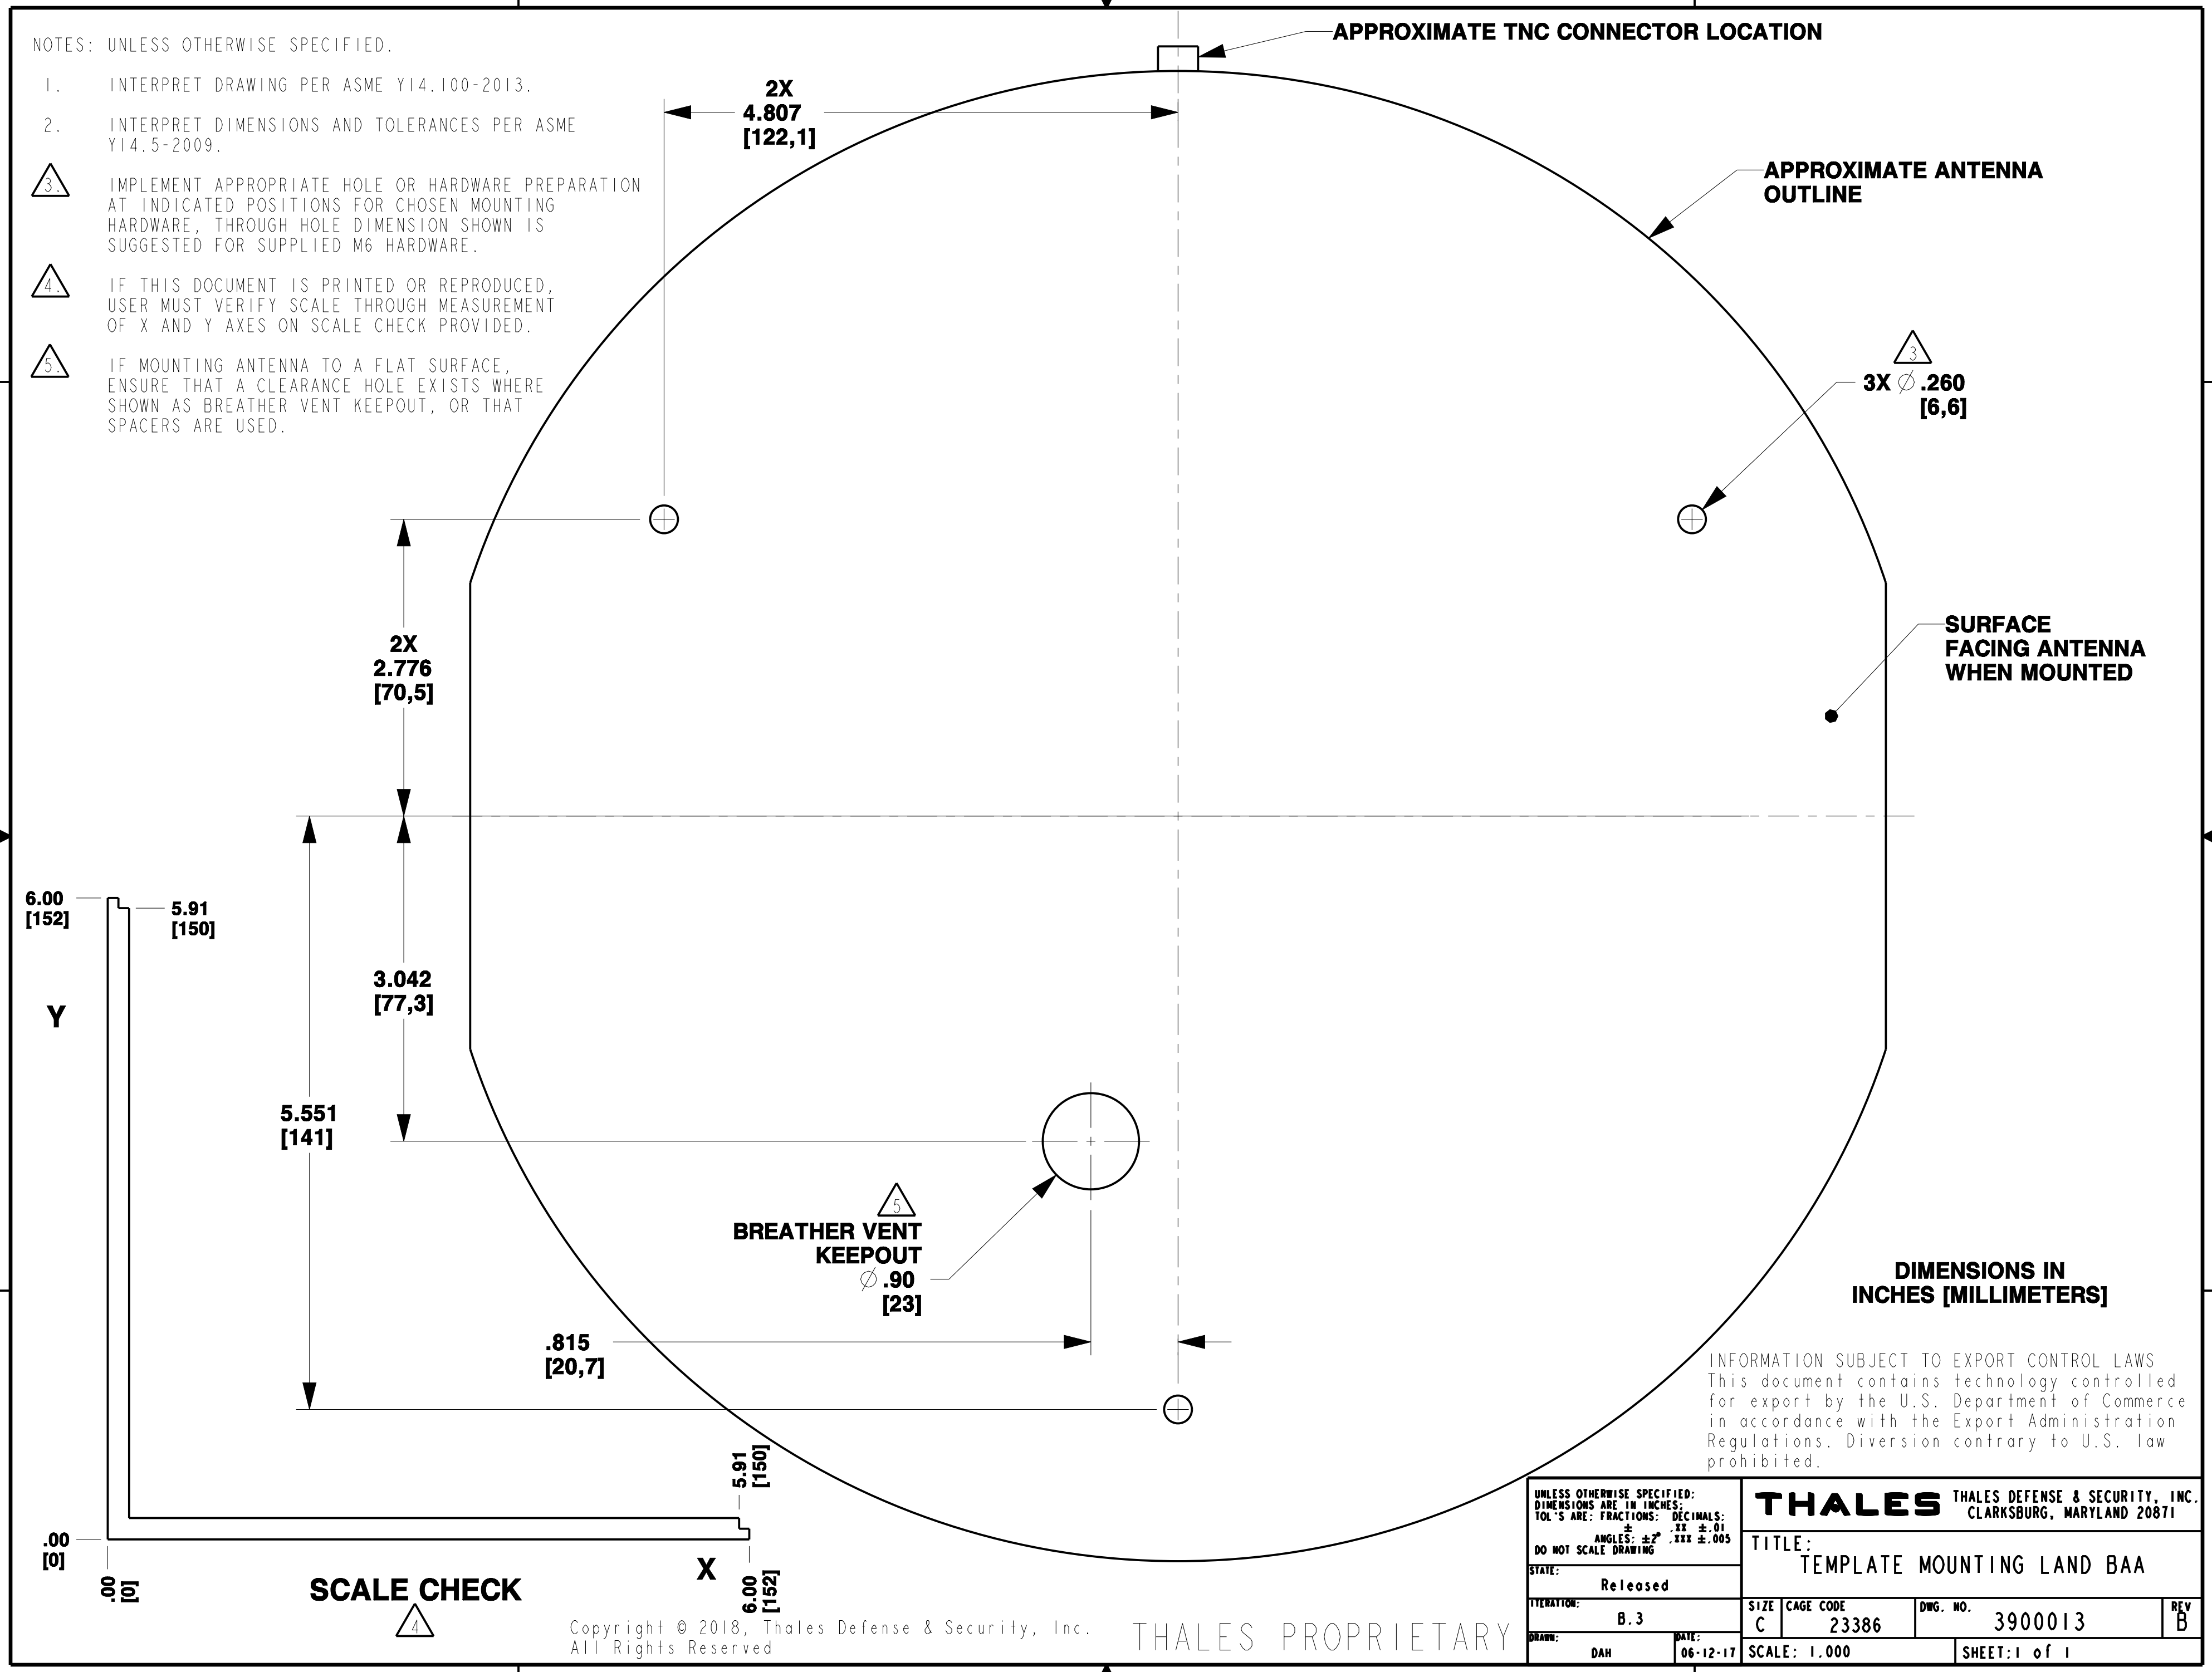 NOTES: UNLESS OTHERWISE SPECIFIED.
1. INTERPRET DRAWING PER ASME Y14.100-2013.
2. INTERPRET DIMENSIONS AND TOLERANCES PER ASME
Y14.5-2009.
3. IMPLEMENT APPROPRIATE HOLE OR HARDWARE PREPARATION
AT INDICATED POSITIONS FOR CHOSEN MOUNTING
HARDWARE, THROUGH HOLE DIMENSION SHOWN IS
SUGGESTED FOR SUPPLIED M6 HARDWARE.
4. IF THIS DOCUMENT IS PRINTED OR REPRODUCED,
USER MUST VERIFY SCALE THROUGH MEASUREMENT
OF X AND Y AXES ON SCALE CHECK PROVIDED.
5. IF MOUNTING ANTENNA TO A FLAT SURFACE,
ENSURE THAT A CLEARANCE HOLE EXISTS WHERE
SHOWN AS BREATHER VENT KEEPOUT, OR THAT
SPACERS ARE USED.
APPROXIMATE TNC CONNECTOR LOCATION
2X
4.807
[122,1]
APPROXIMATE ANTENNA
OUTLINE
3
3X ∅ .260
[6,6]
SURFACE
FACING ANTENNA
WHEN MOUNTED
2X
2.776
[70,5]
3.042
[77,3]
5.551
[141]
5
BREATHER VENT
KEEPOUT
∅ .90
[23]
.815
[20,7]
6.00
[152]
5.91
[150]
Y
.00
[0]
.00
[0]
5.91
[150]
X
6.00
[152]
SCALE CHECK
4
DIMENSIONS IN
INCHES [MILLIMETERS]
INFORMATION SUBJECT TO EXPORT CONTROL LAWS
This document contains technology controlled
for export by the U.S. Department of Commerce
in accordance with the Export Administration
Regulations. Diversion contrary to U.S. law
prohibited.
Copyright © 2018, Thales Defense & Security, Inc.
All Rights Reserved
THALES PROPRIETARY
UNLESS OTHERWISE SPECIFIED:
DIMENSIONS ARE IN INCHES:
TOL'S ARE: FRACTIONS: DECIMALS:
± .XX ±.01
ANGLES: ±2° .XXX ±.005
DO NOT SCALE DRAWING
STATE:
Released
ITERATION:
B.3
DRAWN:
DAH
DATE:
06-12-17
THALES
THALES DEFENSE & SECURITY, INC.
CLARKSBURG, MARYLAND 20871
TITLE:
TEMPLATE MOUNTING LAND BAA
SIZE
C
CAGE CODE
23386
DWG. NO.
3900013
REV
B
SCALE: 1.000
SHEET:1 of 1